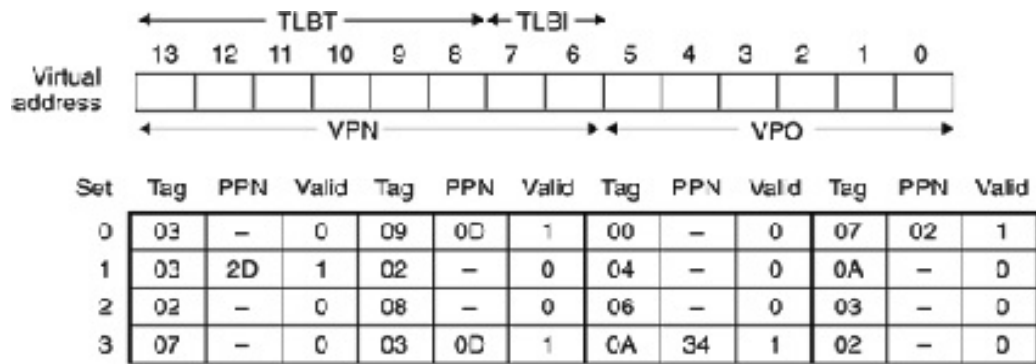 TLBT TLBI
13 12 11 10 9 8 7 6 5 4 3 2 1 0
Virtual
address
VPN VPO
Set Tag PPN Valid Tag PPN Valid Tag PPN Valid Tag PPN Valid
0 03 – 0 09 0D 1 00 – 0 07 02 1
1 03 2D 1 02 – 0 04 – 0 0A – 0
2 02 – 0 08 – 0 06 – 0 03 – 0
3 07 – 0 03 0D 1 0A 34 1 02 – 0